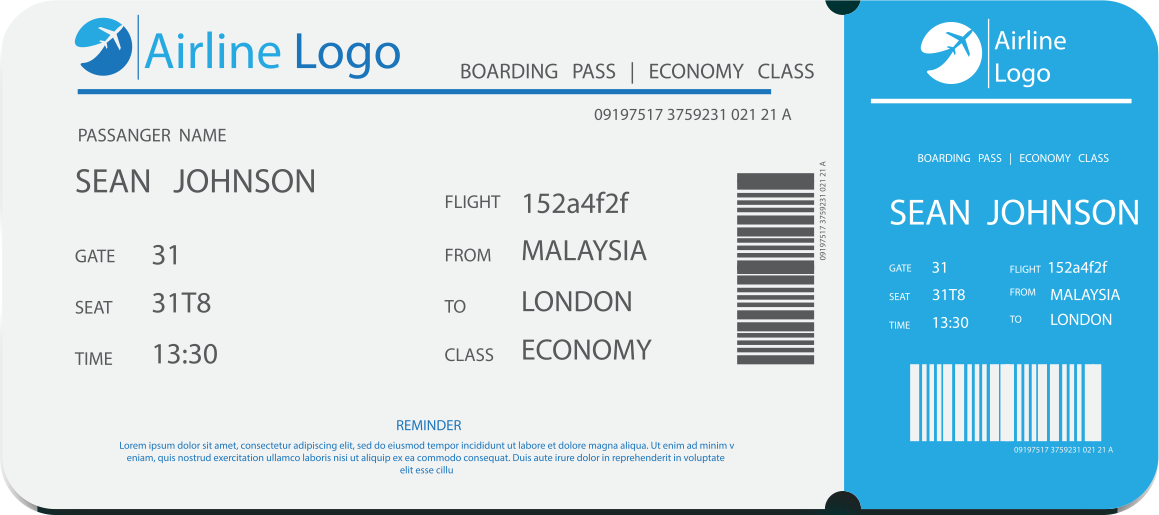 Airline Logo
BOARDING PASS | ECONOMY CLASS
09197517 3759231 021 21 A
PASSANGER NAME
SEAN JOHNSON
GATE 31
SEAT 31T8
TIME 13:30
FLIGHT 152a4f2f
FROM MALAYSIA
TO LONDON
CLASS ECONOMY
09197517 3759231 021 21 A
REMINDER
Lorem ipsum dolor sit amet, consectetur adipiscing elit, sed do eiusmod tempor incididunt ut labore et dolore magna aliqua. Ut enim ad minim v
eniam, quis nostrud exercitation ullamco laboris nisi ut aliquip ex ea commodo consequat. Duis aute irure dolor in reprehenderit in voluptate
elit esse cillu
Airline
Logo
BOARDING PASS | ECONOMY CLASS
SEAN JOHNSON
GATE 31
SEAT 31T8
TIME 13:30
FLIGHT 152a4f2f
FROM MALAYSIA
TO LONDON
09197517 3759231 021 21 A